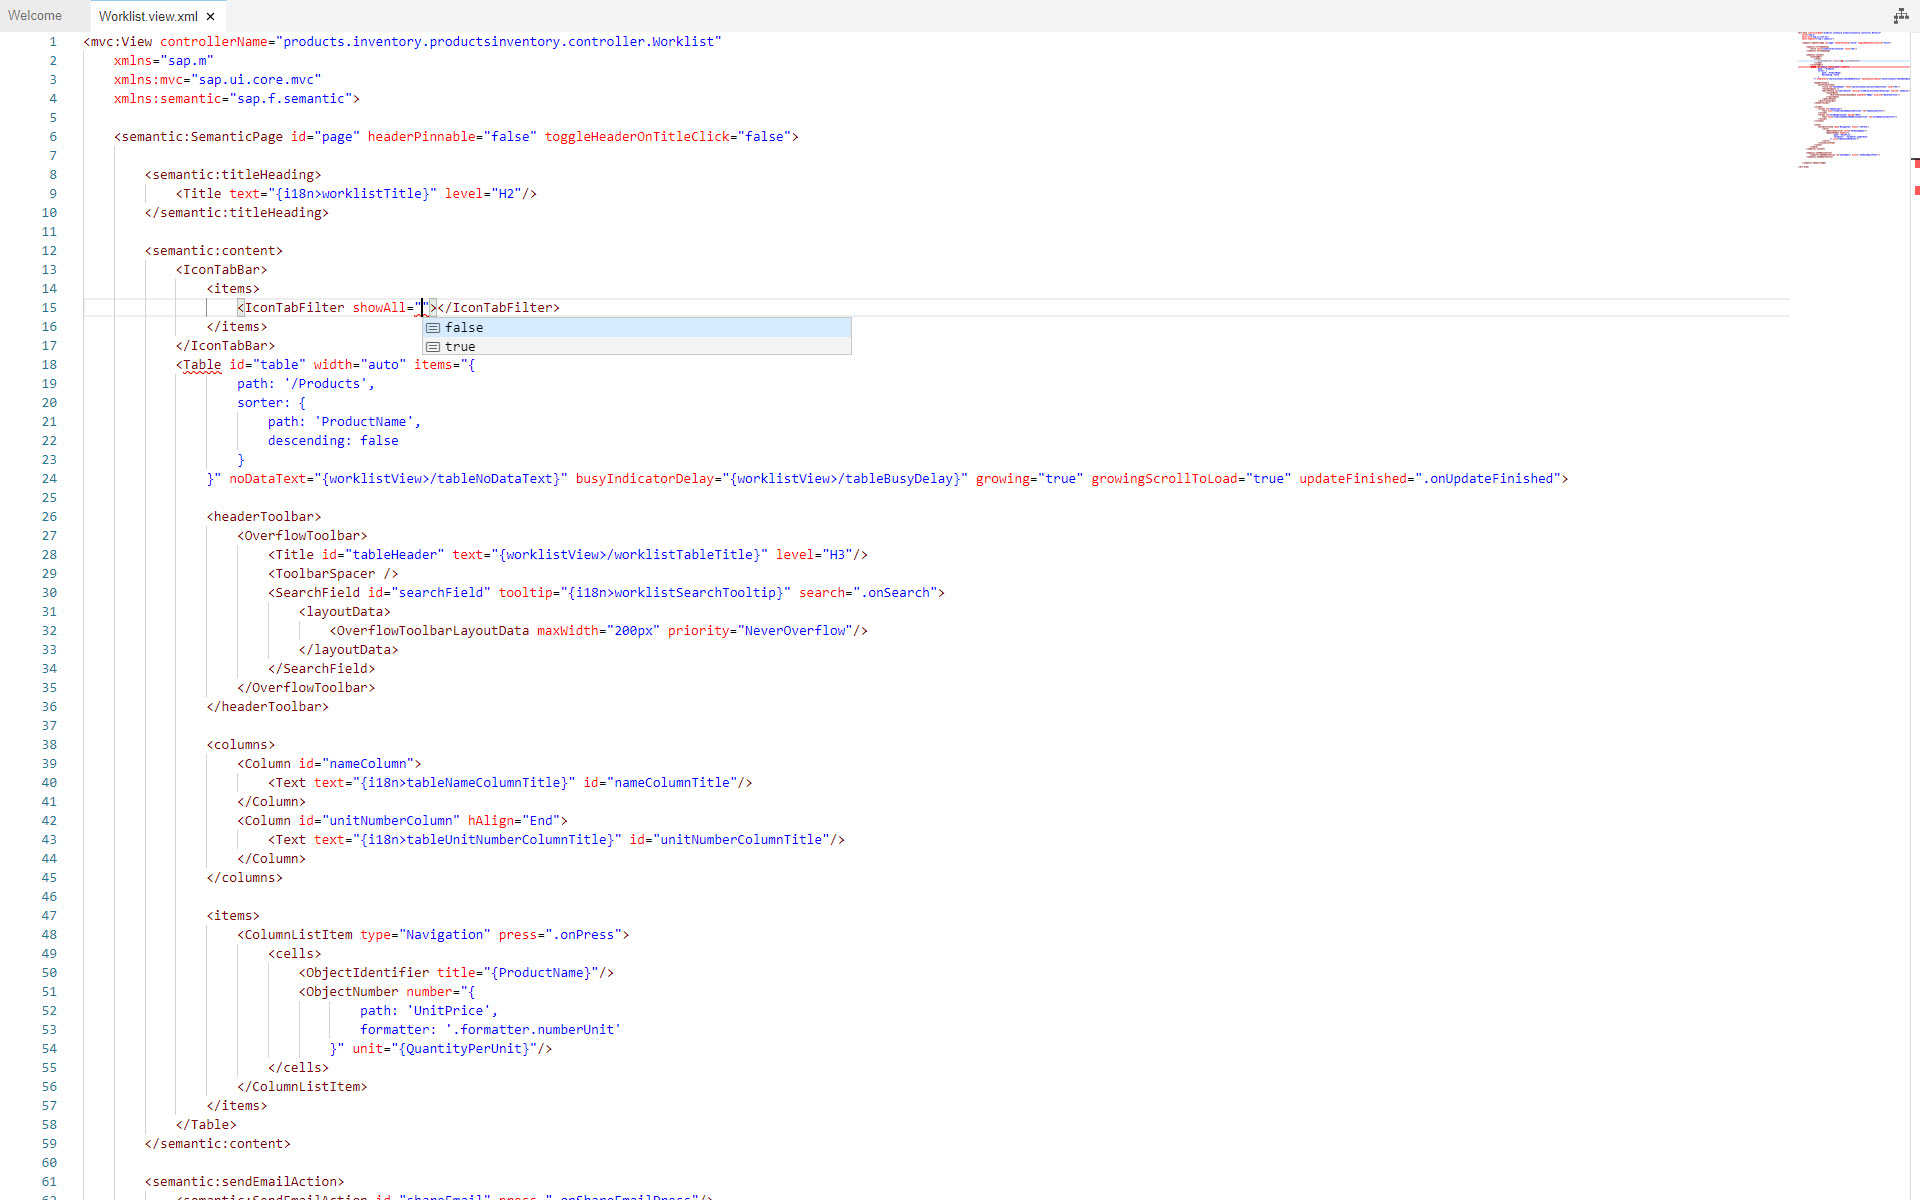 Welcome
Worklist.view.xml ×
1 <mvc:View controllerName="products.inventory.productsinventory.controller.Worklist"
2 xmlns="sap.m"
3 xmlns:mvc="sap.ui.core.mvc"
4 xmlns:semantic="sap.f.semantic">
5
6 <semantic:SemanticPage id="page" headerPinnable="false" toggleHeaderOnTitleClick="false">
7
8 <semantic:titleHeading>
9 <Title text="{i18n>worklistTitle}" level="H2"/>
10 </semantic:titleHeading>
11
12 <semantic:content>
13 <IconTabBar>
14 <items>
15 <IconTabFilter showAll=""></IconTabFilter>
false
true
16 </items>
17 </IconTabBar>
18 <Table id="table" width="auto" items="{
19 path: '/Products',
20 sorter: {
21 path: 'ProductName',
22 descending: false
23 }
24 }" noDataText="{worklistView>/tableNoDataText}" busyIndicatorDelay="{worklistView>/tableBusyDelay}" growing="true" growingScrollToLoad="true" updateFinished=".onUpdateFinished">
25
26 <headerToolbar>
27 <OverflowToolbar>
28 <Title id="tableHeader" text="{worklistView>/worklistTableTitle}" level="H3"/>
29 <ToolbarSpacer />
30 <SearchField id="searchField" tooltip="{i18n>worklistSearchTooltip}" search=".onSearch">
31 <layoutData>
32 <OverflowToolbarLayoutData maxWidth="200px" priority="NeverOverflow"/>
33 </layoutData>
34 </SearchField>
35 </OverflowToolbar>
36 </headerToolbar>
37
38 <columns>
39 <Column id="nameColumn">
40 <Text text="{i18n>tableNameColumnTitle}" id="nameColumnTitle"/>
41 </Column>
42 <Column id="unitNumberColumn" hAlign="End">
43 <Text text="{i18n>tableUnitNumberColumnTitle}" id="unitNumberColumnTitle"/>
44 </Column>
45 </columns>
46
47 <items>
48 <ColumnListItem type="Navigation" press=".onPress">
49 <cells>
50 <ObjectIdentifier title="{ProductName}"/>
51 <ObjectNumber number="{
52 path: 'UnitPrice',
53 formatter: '.formatter.numberUnit'
54 }" unit="{QuantityPerUnit}"/>
55 </cells>
56 </ColumnListItem>
57 </items>
58 </Table>
59 </semantic:content>
60
61 <semantic:sendEmailAction>
62 <semantic:SendEmailAction id="shareEmail" press=".onShareEmailPress"/>